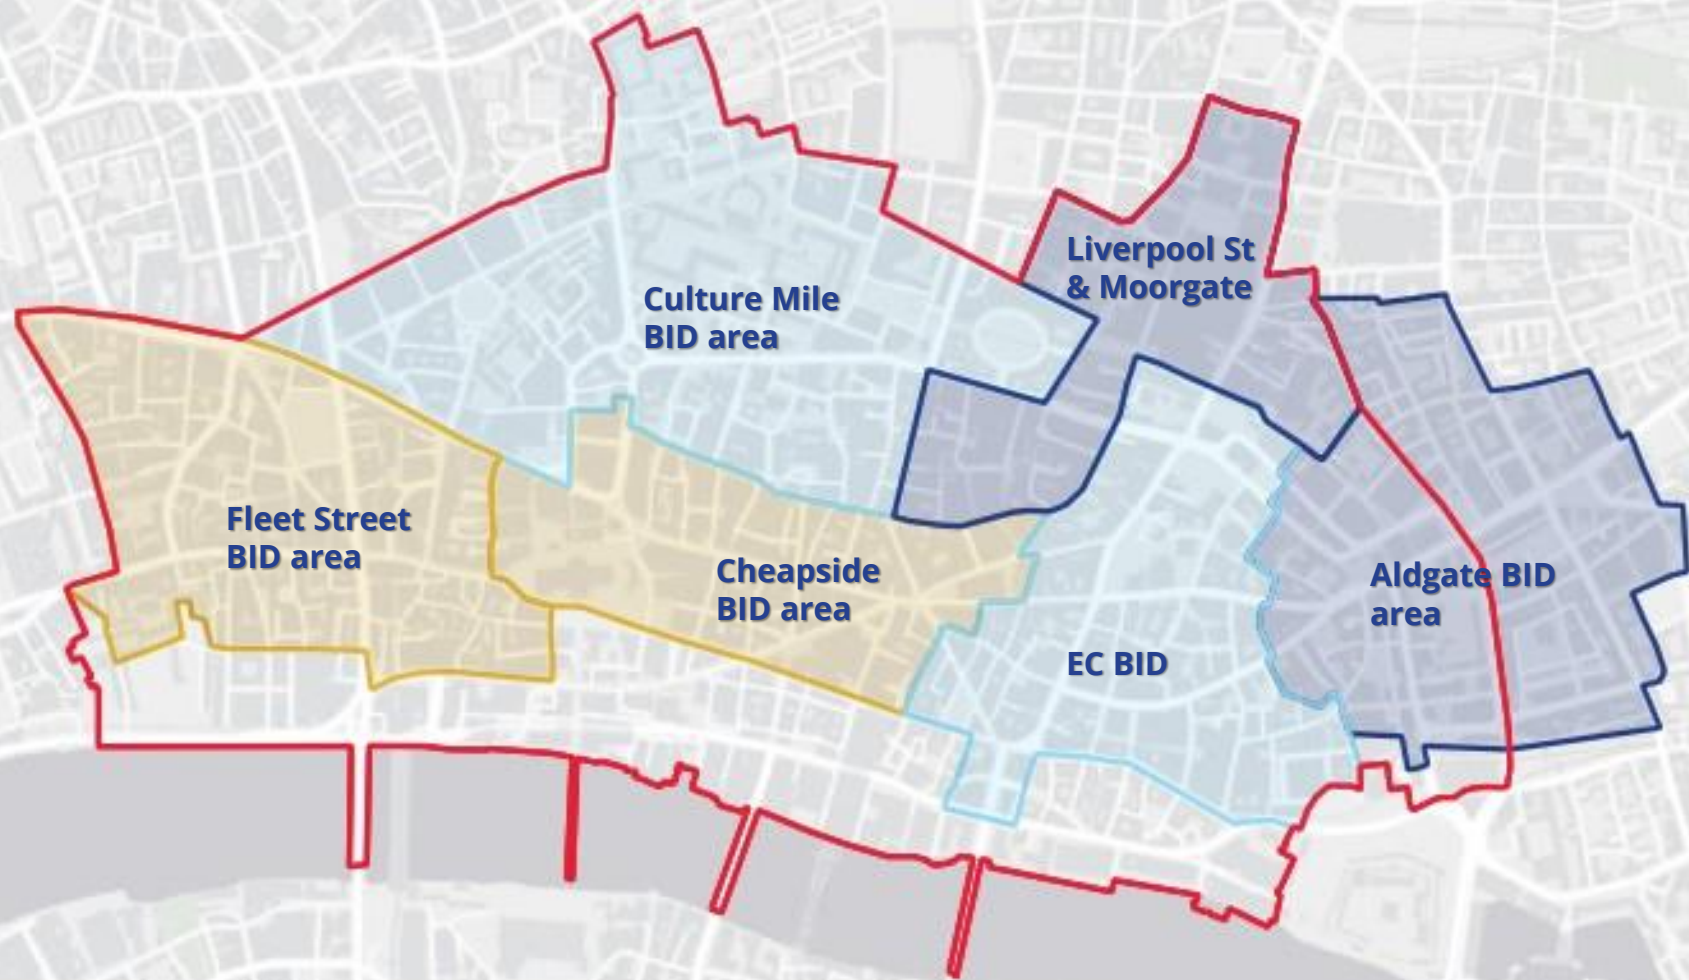 Liverpool St
& Moorgate
Culture Mile
BID area
Fleet Street
BID area
Cheapside
BID area
Aldgate BID
area
EC BID